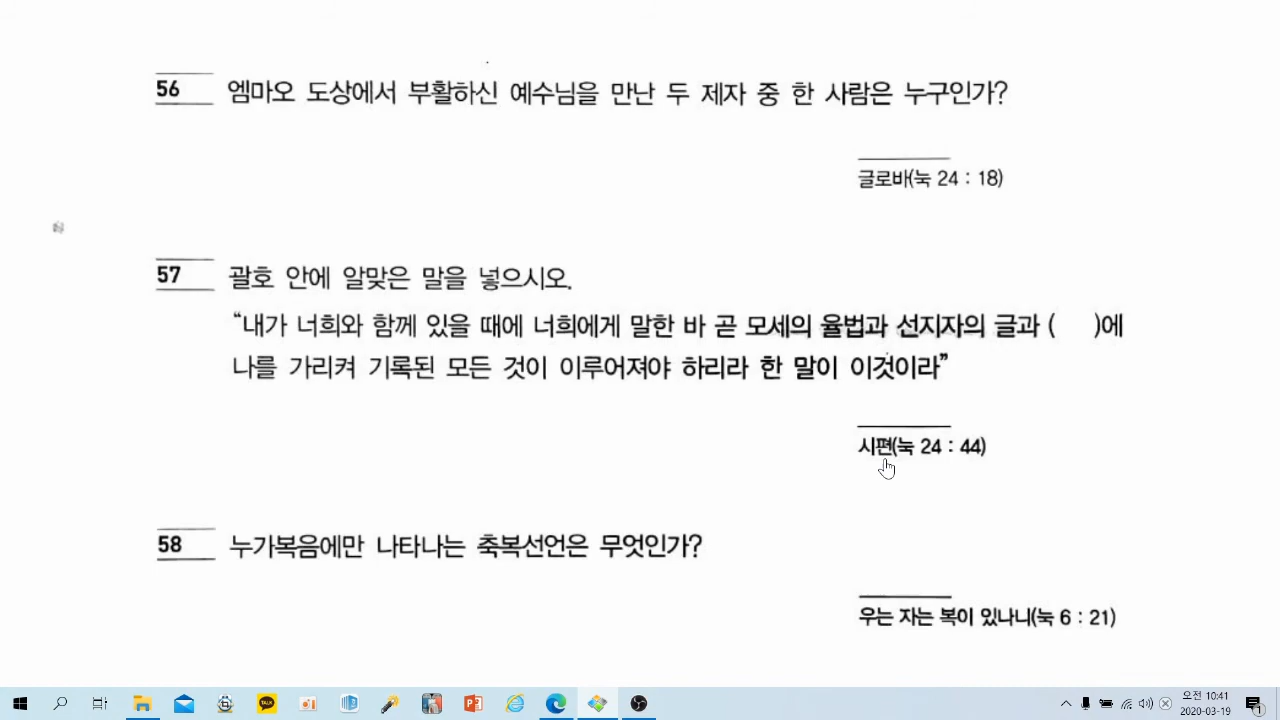 56 엠마오 도상에서 부활하신 예수님을 만난 두 제자 중 한 사람은 누구인가?
글로바(눅 24 : 18)
57 괄호 안에 알맞은 말을 넣으시오.
“내가 너희와 함께 있을 때에 너희에게 말한 바 곧 모세의 율법과 선지자의 글과 ( )에
나를 가리켜 기록된 모든 것이 이루어져야 하리라 한 말이 이것이라”
시편(눅 24 : 44)
58 누가복음에만 나타나는 축복선언은 무엇인가?
우는 자는 복이 있나니(눅 6 : 21)
TALK
오전 10:41
2020-03-19
1